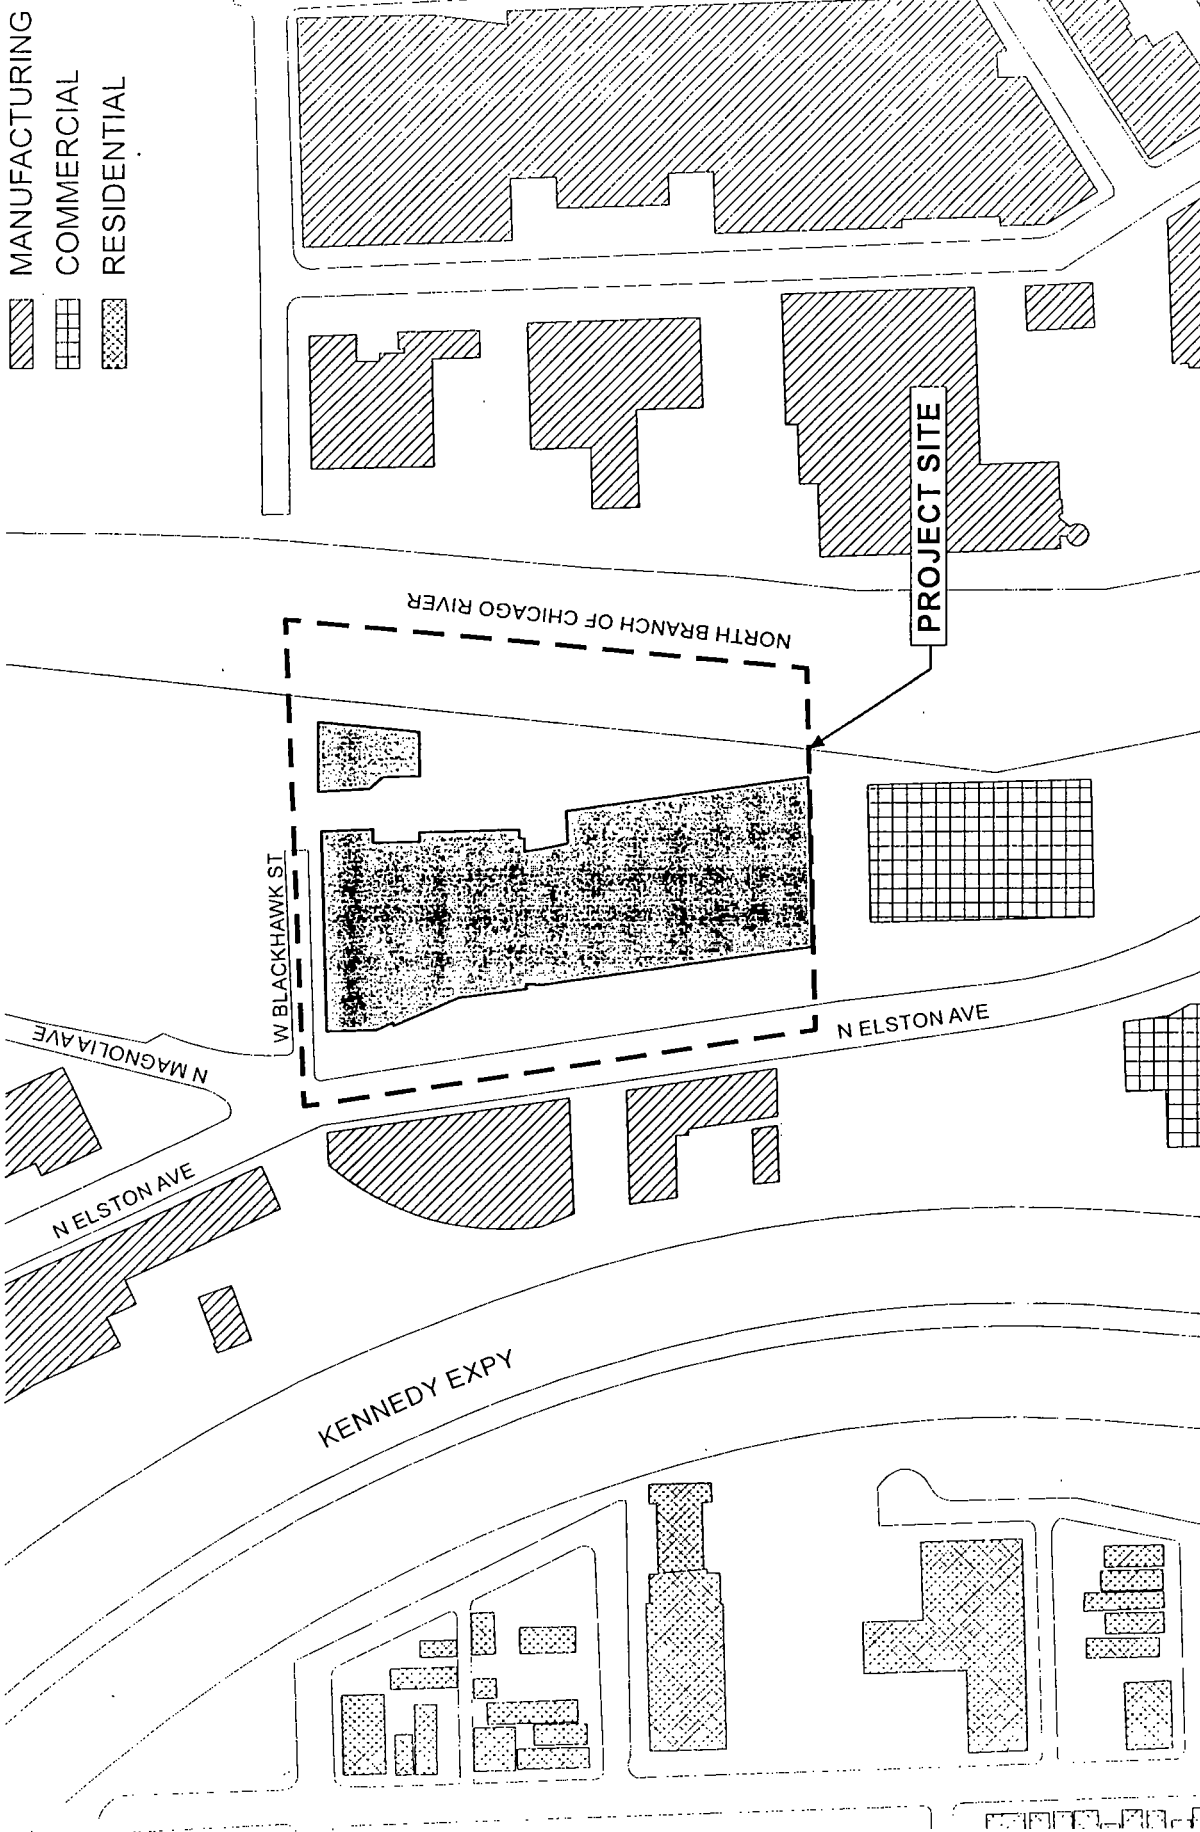 MANUFACTURING
COMMERCIAL
RESIDENTIAL
PROJECT SITE
NORTH BRANCH OF CHICAGO RIVER
W BLACKHAWK ST
N MAGNOLIA AVE
N ELSTON AVE
N ELSTON AVE
KENNEDY EXPY